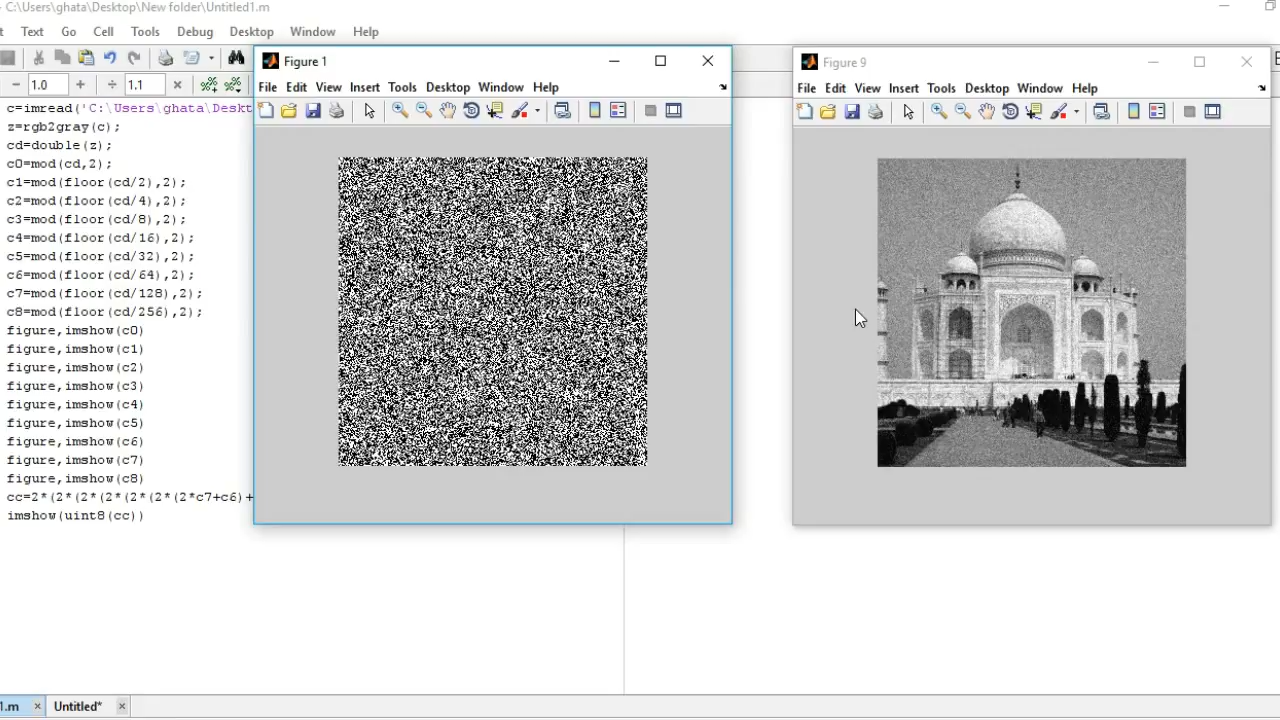 - C:\Users\ghata\Desktop\New folder\Untitled1.m
Text Go Cell Tools Debug Desktop Window Help
1.0
1.1
c=imread('C:\Users\ghata\Deskt
z=rgb2gray(c);
cd=double(z);
c0=mod(cd,2);
c1=mod(floor(cd/2),2);
c2=mod(floor(cd/4),2);
c3=mod(floor(cd/8),2);
c4=mod(floor(cd/16),2);
c5=mod(floor(cd/32),2);
c6=mod(floor(cd/64),2);
c7=mod(floor(cd/128),2);
c8=mod(floor(cd/256),2);
figure,imshow(c0)
figure,imshow(c1)
figure,imshow(c2)
figure,imshow(c3)
figure,imshow(c4)
figure,imshow(c5)
figure,imshow(c6)
figure,imshow(c7)
figure,imshow(c8)
cc=2*(2*(2*(2*(2*(2*(2*c7+c6)+
imshow(uint8(cc))
Figure 1
File Edit View Insert Tools Desktop Window Help
Figure 9
File Edit View Insert Tools Desktop Window Help
1.m
Untitled*